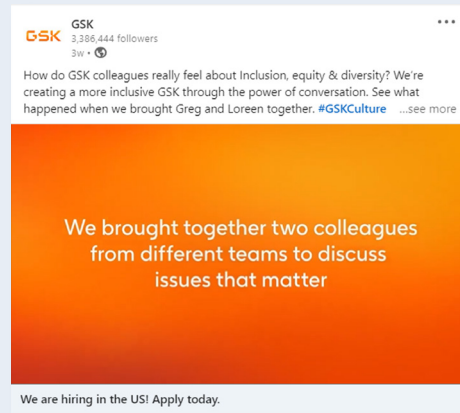 GSK
GSK
3,386,444 followers
3w •
How do GSK colleagues really feel about Inclusion, equity & diversity? We're
creating a more inclusive GSK through the power of conversation. See what
happened when we brought Greg and Loreen together. #GSKCulture ...see more
We brought together two colleagues
from different teams to discuss
issues that matter
We are hiring in the US! Apply today.